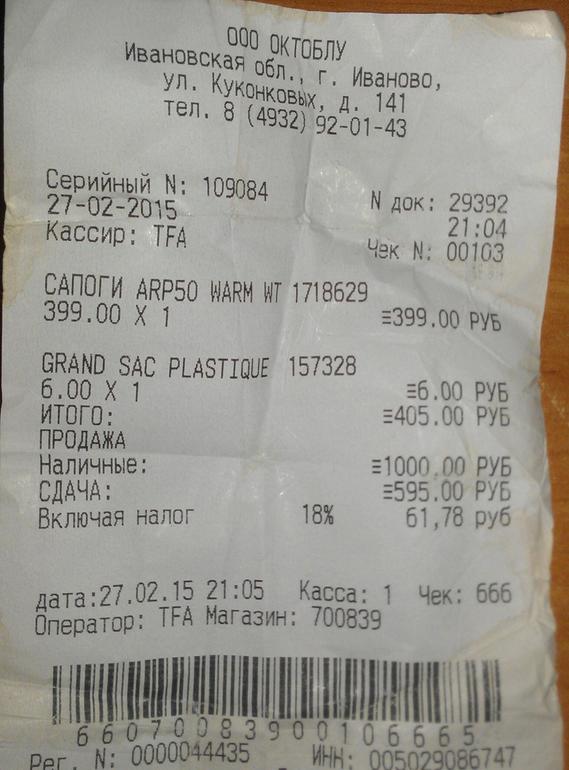 ООО ОКТОБЛУ
Ивановская обл., г. Иваново,
ул. Куконковых, д. 141
тел. 8 (4932) 92-01-43
Серийный N: 109084 N док: 29392
27-02-2015 21:04
Кассир: TFA Чек N: 00103
САПОГИ ARP50 WARM WT 1718629
399.00 X 1 ≡399.00 РУБ
GRAND SAC PLASTIQUE 157328
6.00 X 1 ≡6.00 РУБ
ИТОГО: ≡405.00 РУБ
ПРОДАЖА
Наличные: ≡1000.00 РУБ
СДАЧА: ≡595.00 РУБ
Включая налог 18% 61,78 руб
дата:27.02.15 21:05 Касса: 1 Чек: 666
Оператор: TFA Магазин: 700839
6607008390010 6665
Рег. N: 0000044435 ИНН: 005029086747